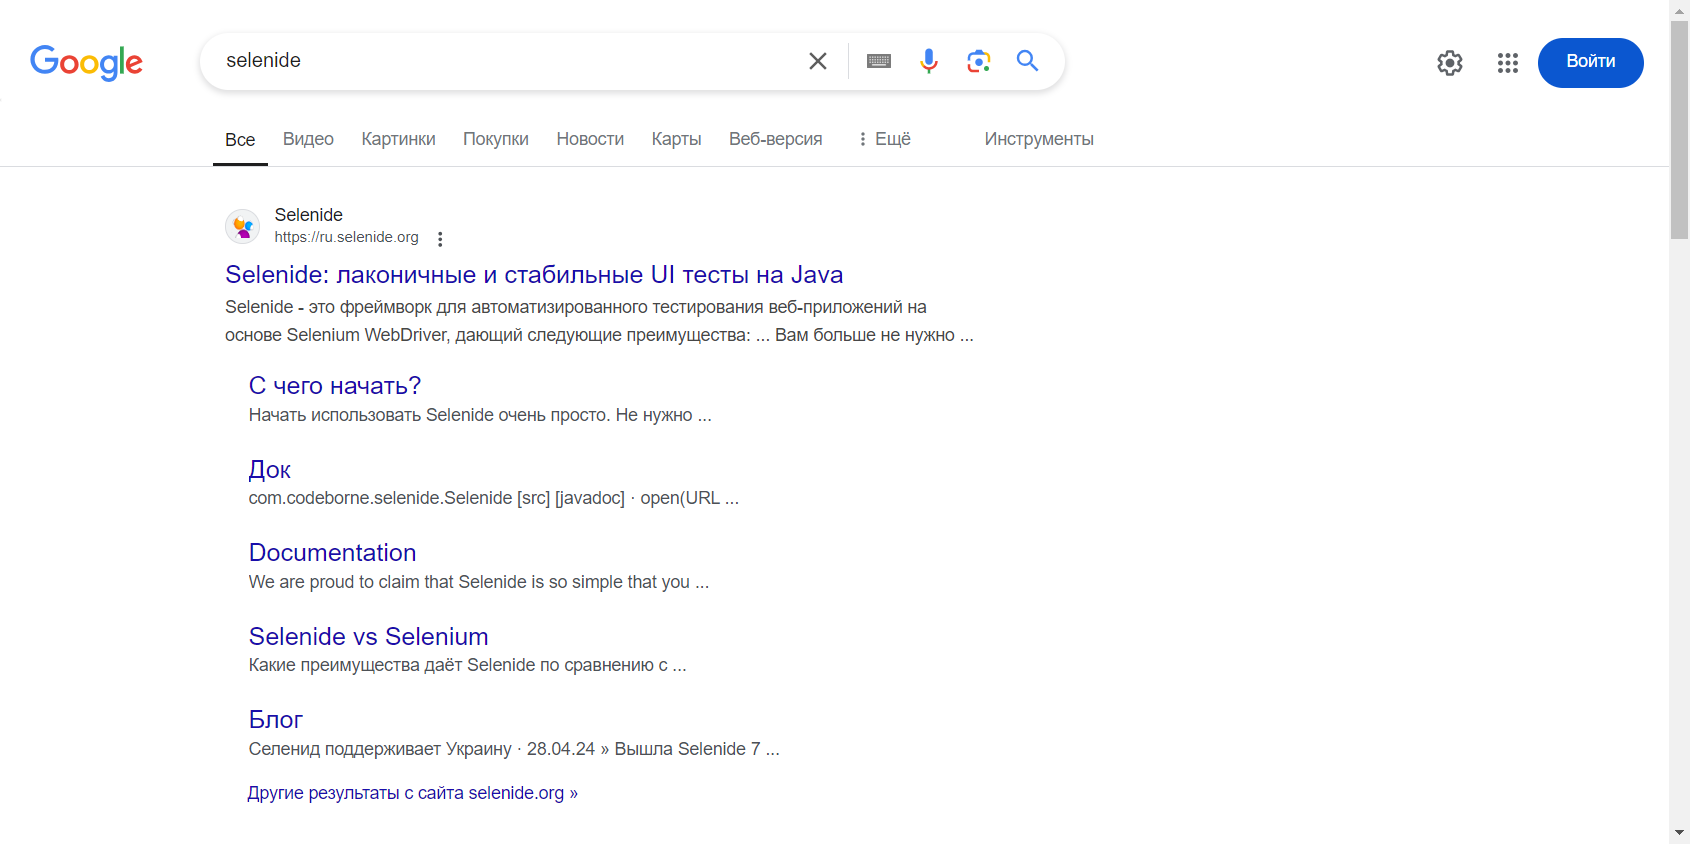 Google
selenide
Войти
Все Видео Картинки Покупки Новости Карты Веб-версия Ещё Инструменты
Selenide
https://ru.selenide.org
Selenide: лаконичные и стабильные UI тесты на Java
Selenide - это фреймворк для автоматизированного тестирования веб-приложений на
основе Selenium WebDriver, дающий следующие преимущества: ... Вам больше не нужно ...
С чего начать?
Начать использовать Selenide очень просто. Не нужно ...
Док
com.codeborne.selenide.Selenide [src] [javadoc] · open(URL ...
Documentation
We are proud to claim that Selenide is so simple that you ...
Selenide vs Selenium
Какие преимущества даёт Selenide по сравнению с ...
Блог
Селенид поддерживает Украину · 28.04.24 » Вышла Selenide 7 ...
Другие результаты с сайта selenide.org »